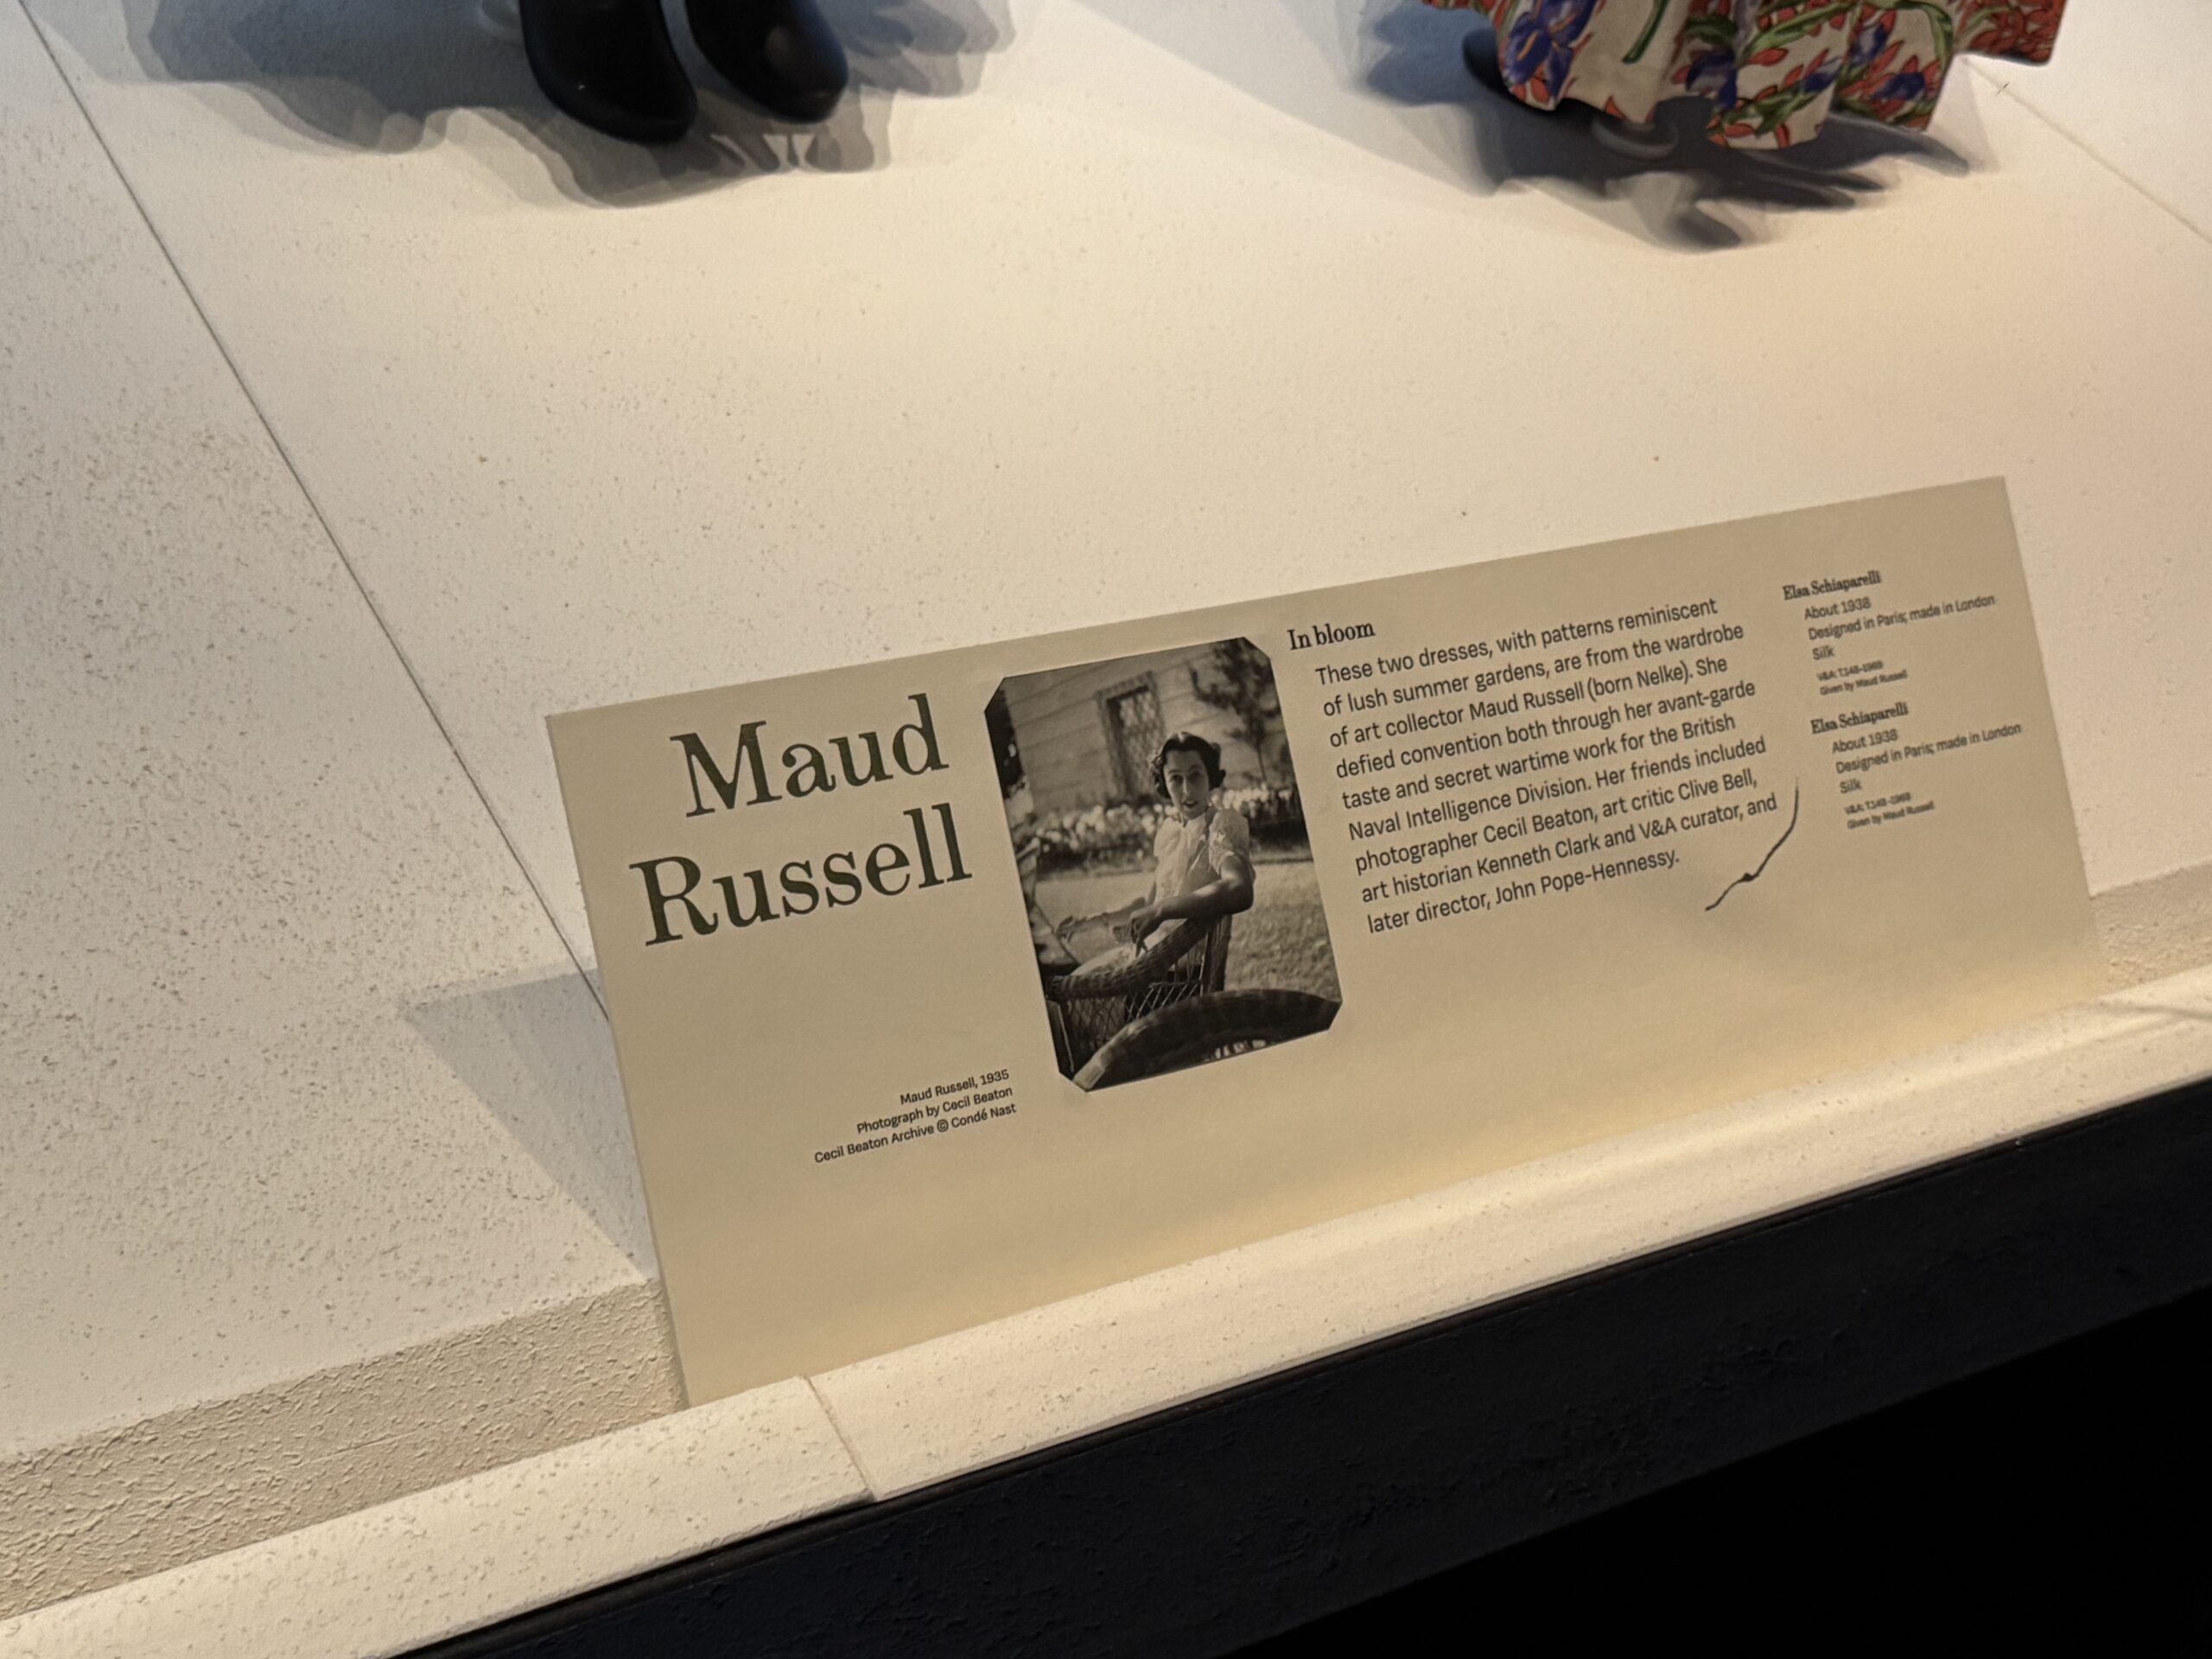 Maud
Russell
Maud Russell, 1935
Photograph by Cecil Beaton
Cecil Beaton Archive © Condé Nast
In bloom
These two dresses, with patterns reminiscent
of lush summer gardens, are from the wardrobe
of art collector Maud Russell (born Nelke). She
defied convention both through her avant-garde
taste and secret wartime work for the British
Naval Intelligence Division. Her friends included
photographer Cecil Beaton, art critic Clive Bell,
art historian Kenneth Clark and V&A curator, and
later director, John Pope-Hennessy.
Elsa Schiaparelli
About 1938
Designed in Paris; made in London
Silk
V&A:
Given by Maud Russell
Elsa Schiaparelli
About 1938
Designed in Paris; made in London
Silk
V&A:
Given by Maud Russell